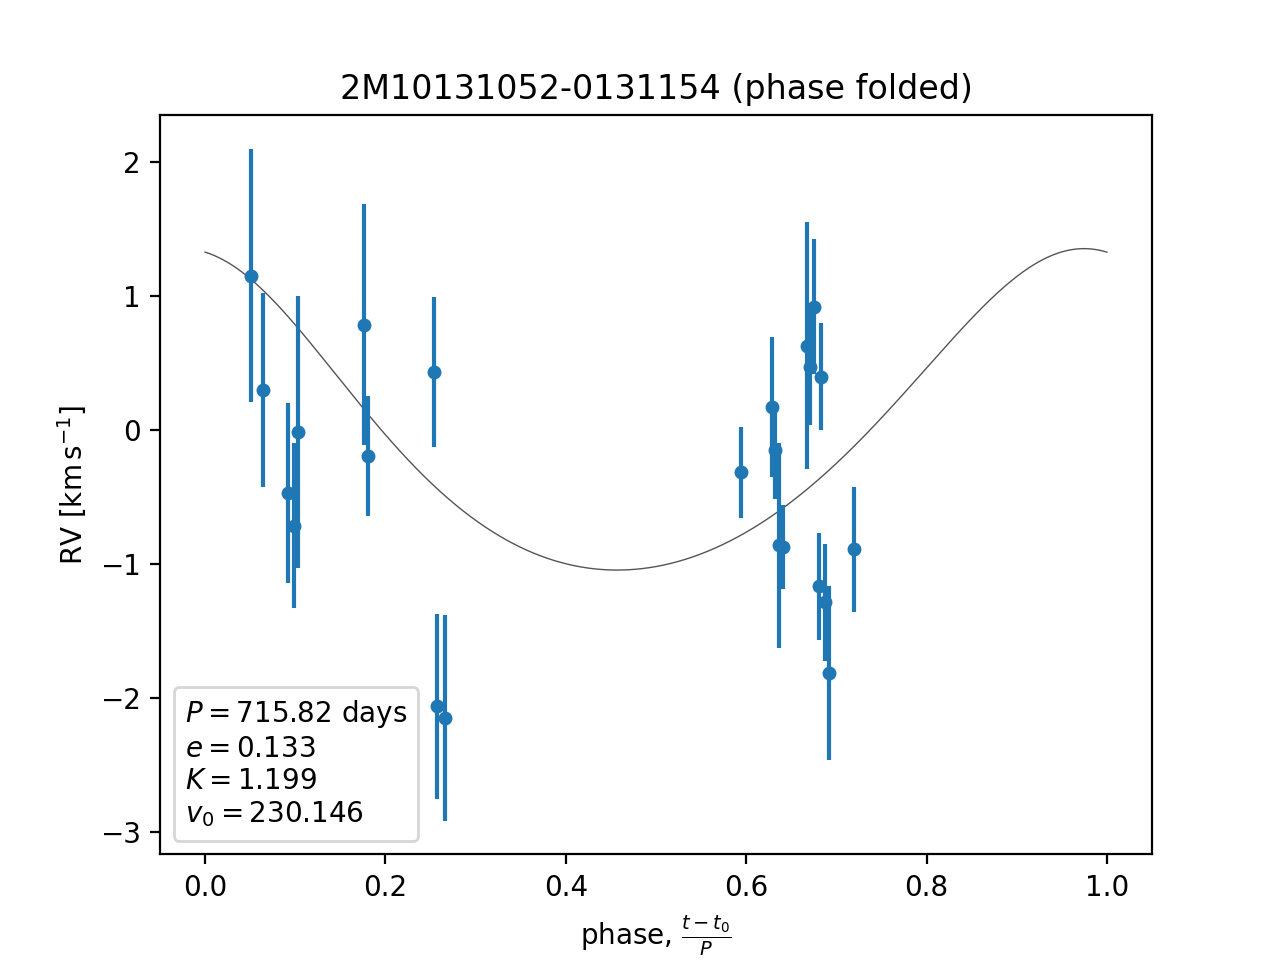 2M10131052-0131154 (phase folded)
RV [km s⁻¹]
2
1
0
−1
−2
−3
P = 715.82 days
e = 0.133
K = 1.199
v₀ = 230.146
0.0 0.2 0.4 0.6 0.8 1.0
phase, (t − t₀)/P